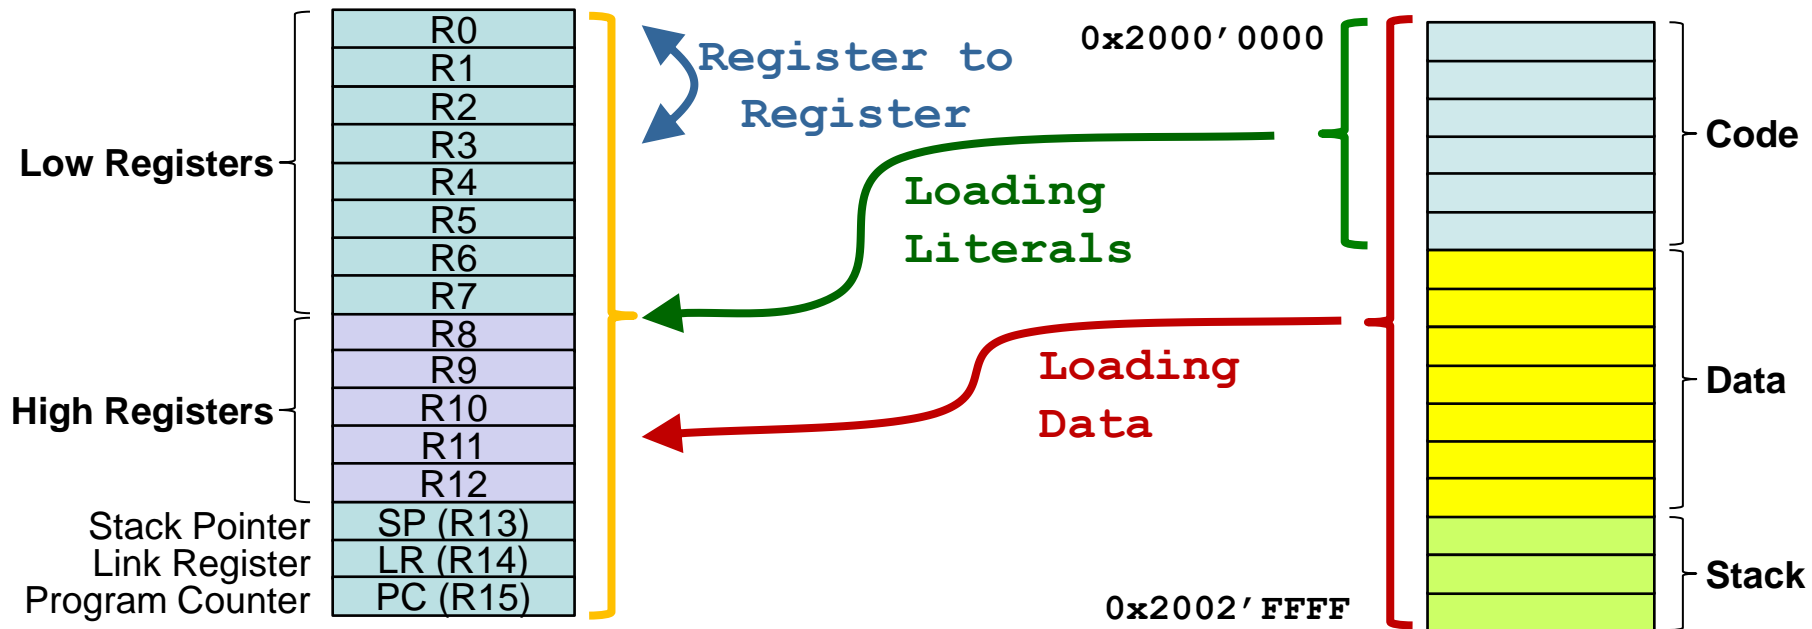 Low Registers
High Registers
Stack Pointer
Link Register
Program Counter
R0
R1
R2
R3
R4
R5
R6
R7
R8
R9
R10
R11
R12
SP (R13)
LR (R14)
PC (R15)
Register to
Register
Loading
Literals
Loading
Data
0x2000’0000
0x2002’FFFF
Code
Data
Stack